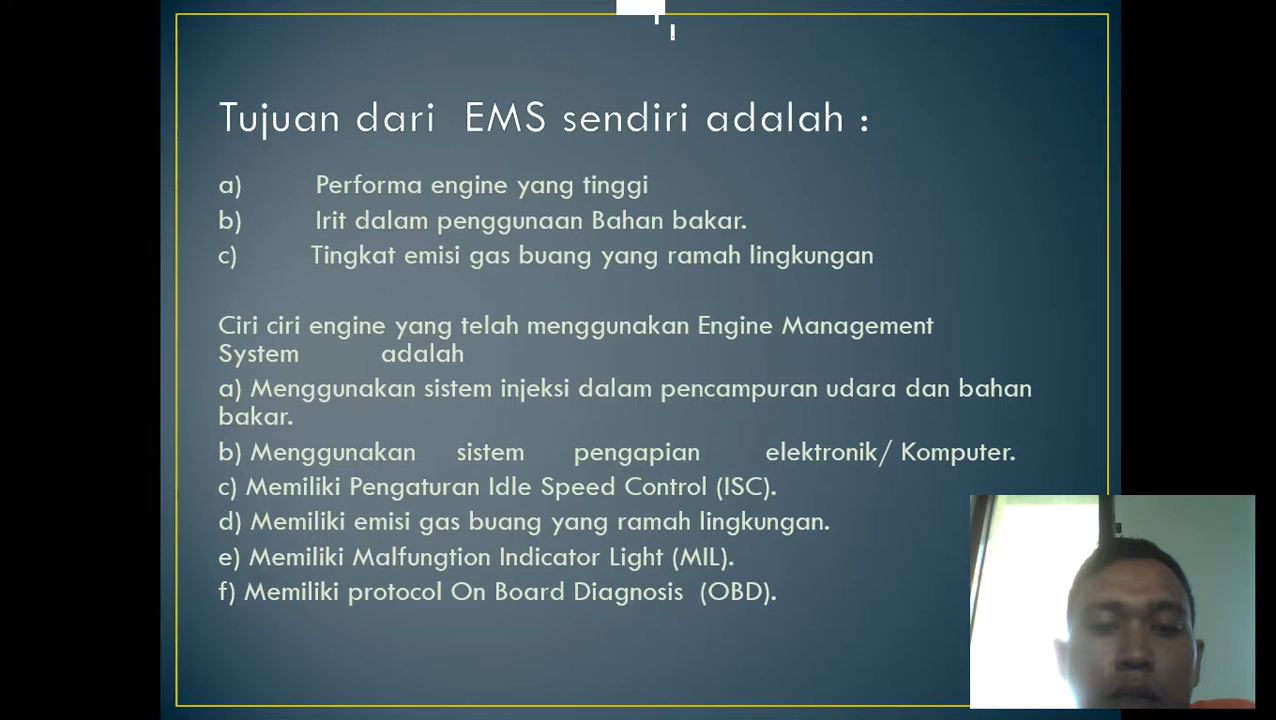 Tujuan dari EMS sendiri adalah :
a) Performa engine yang tinggi
b) Irit dalam penggunaan Bahan bakar.
c) Tingkat emisi gas buang yang ramah lingkungan
Ciri ciri engine yang telah menggunakan Engine Management
System adalah
a) Menggunakan sistem injeksi dalam pencampuran udara dan bahan
bakar.
b) Menggunakan sistem pengapian elektronik/ Komputer.
c) Memiliki Pengaturan Idle Speed Control (ISC).
d) Memiliki emisi gas buang yang ramah lingkungan.
e) Memiliki Malfungtion Indicator Light (MIL).
f) Memiliki protocol On Board Diagnosis (OBD).